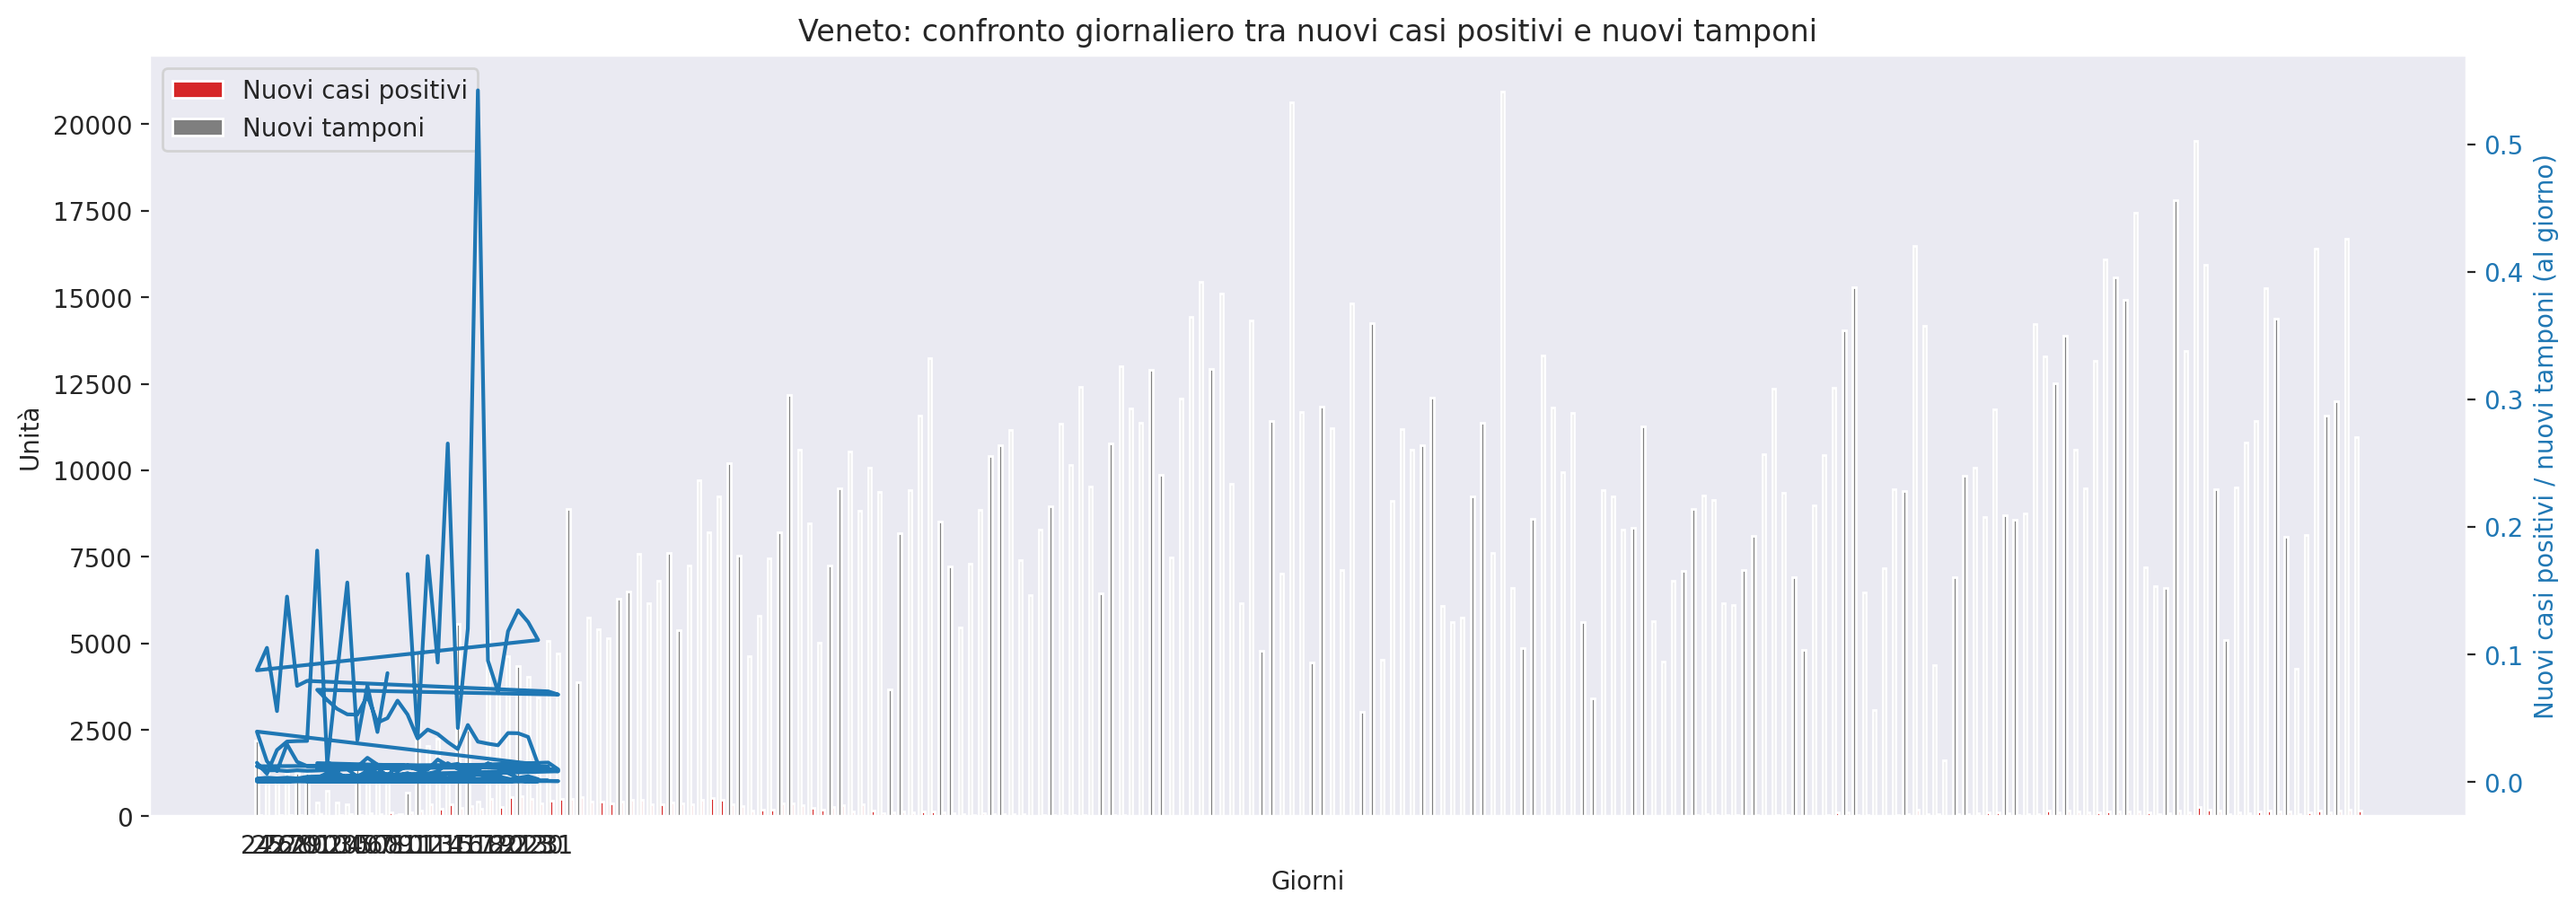 Veneto: confronto giornaliero tra nuovi casi positivi e nuovi tamponi
Nuovi casi positivi
Nuovi tamponi
20000
17500
15000
12500
10000
7500
5000
2500
0
Unità
0.5
0.4
0.3
0.2
0.1
0.0
Nuovi casi positivi / nuovi tamponi (al giorno)
Giorni